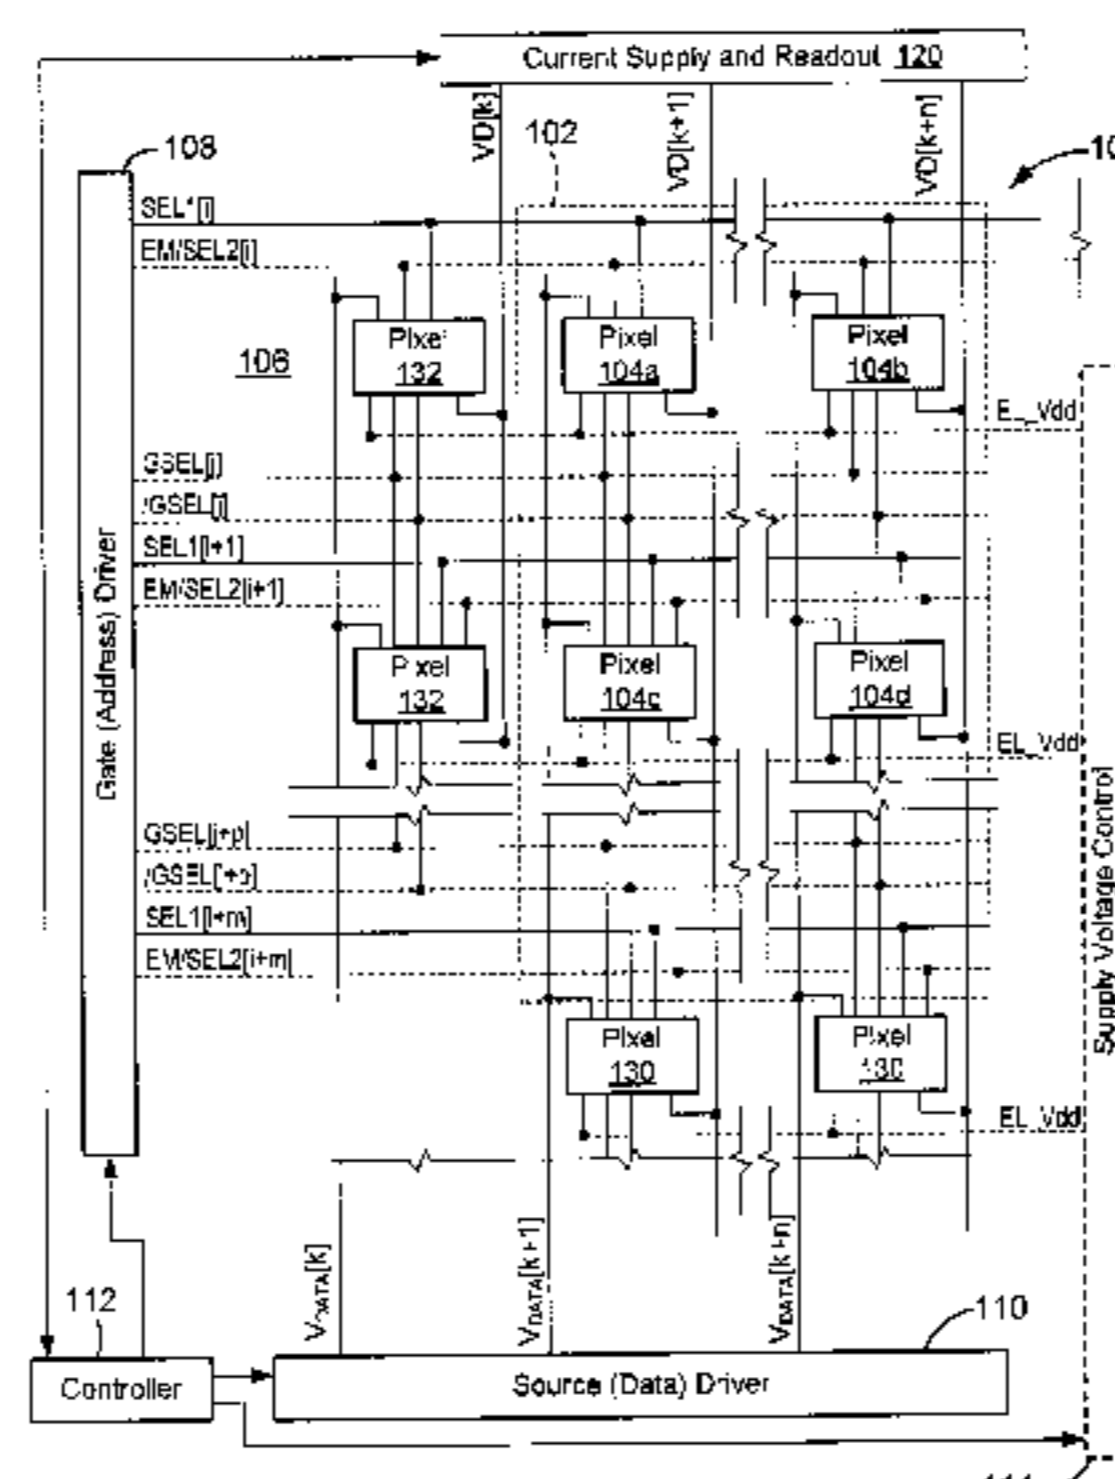 Current Supply and Readout 120
VD[k]
VD[k+1]
VD[k+n]
102
108
10
SEL1[i]
EM/SEL2[i]
106
Pixel
132
Pixel
104a
Pixel
104b
EL_Vdd
GSEL[j]
/GSEL[j]
SEL1[i+1]
EM/SEL2[i+1]
Gate (Address) Driver
Pixel
132
Pixel
104c
Pixel
104d
EL_Vdd
Supply Voltage Control
GSEL[j+p]
/GSEL[j+p]
SEL1[i+m]
EM/SEL2[i+m]
Pixel
130
Pixel
130
EL_Vdd
VDATA[k]
VDATA[k+1]
VDATA[k+n]
112
110
Controller
Source (Data) Driver